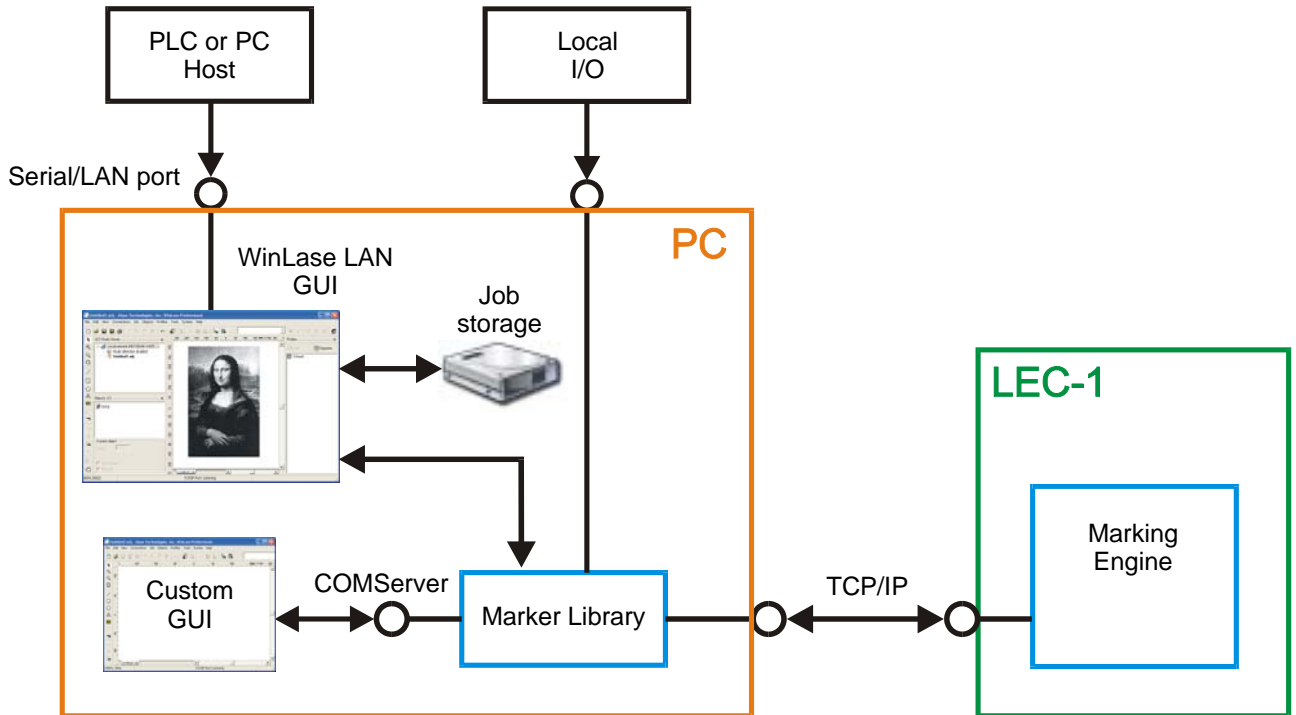 PLC or PC
Host
Local
I/O
Serial/LAN port
PC
WinLase LAN
GUI
Job
storage
LEC-1
Marking
Engine
COMServer
TCP/IP
Custom
GUI
Marker Library